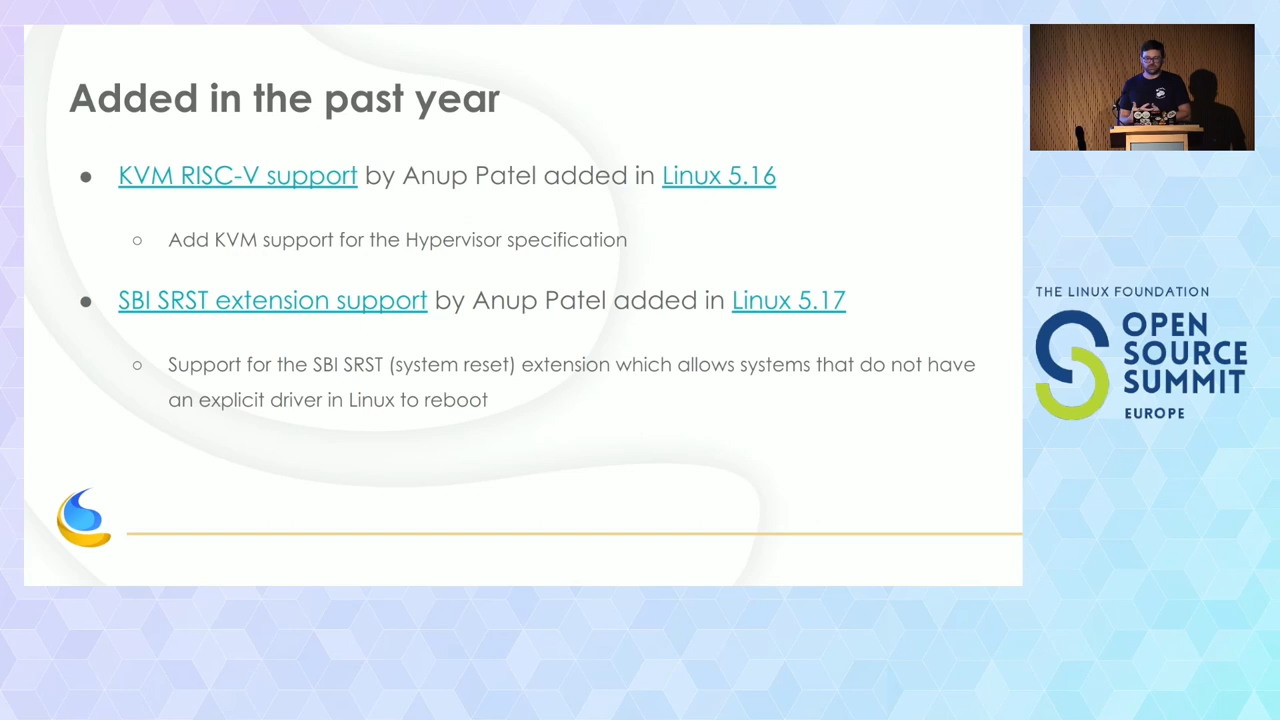 Added in the past year
● KVM RISC-V support by Anup Patel added in Linux 5.16
○ Add KVM support for the Hypervisor specification
● SBI SRST extension support by Anup Patel added in Linux 5.17
○ Support for the SBI SRST (system reset) extension which allows systems that do not have
an explicit driver in Linux to reboot
THE LINUX FOUNDATION
OPEN
SOURCE
SUMMIT
EUROPE